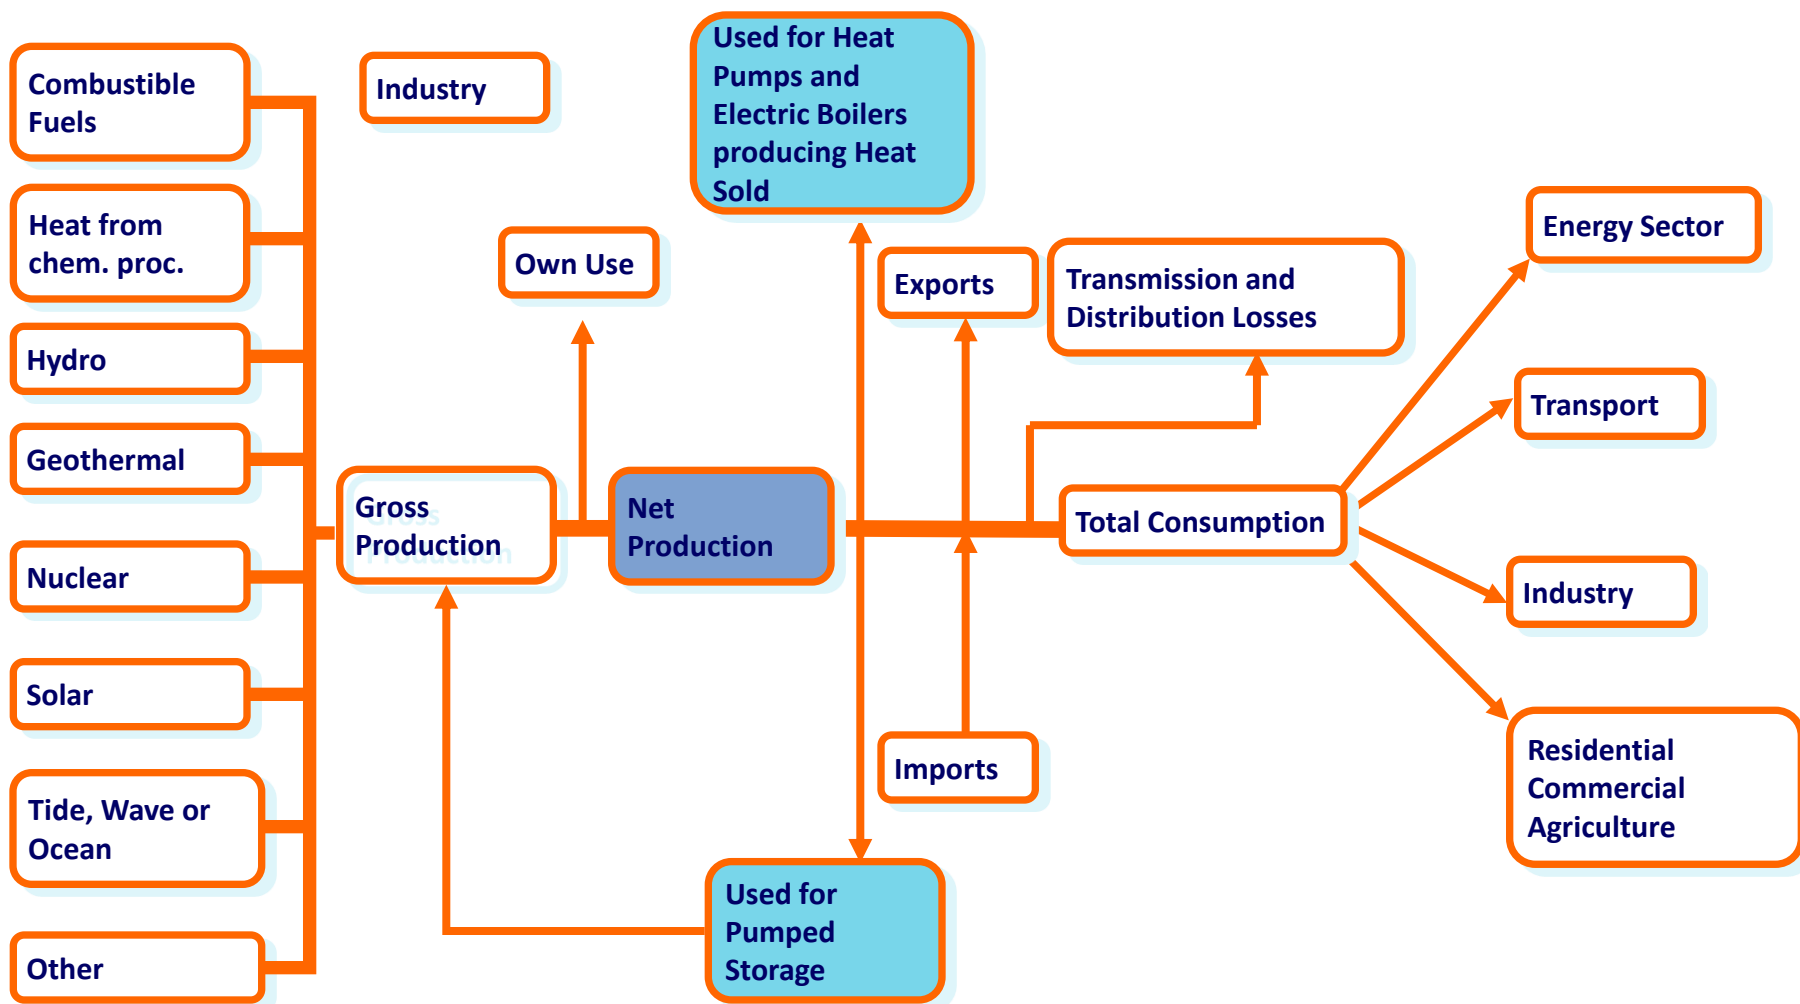 Combustible
Fuels
Heat from
chem. proc.
Hydro
Geothermal
Nuclear
Solar
Tide, Wave or
Ocean
Other
Industry
Gross
Production
Own Use
Net
Production
Used for Heat
Pumps and
Electric Boilers
producing Heat
Sold
Used for
Pumped
Storage
Exports
Imports
Transmission and
Distribution Losses
Total Consumption
Energy Sector
Transport
Industry
Residential
Commercial
Agriculture